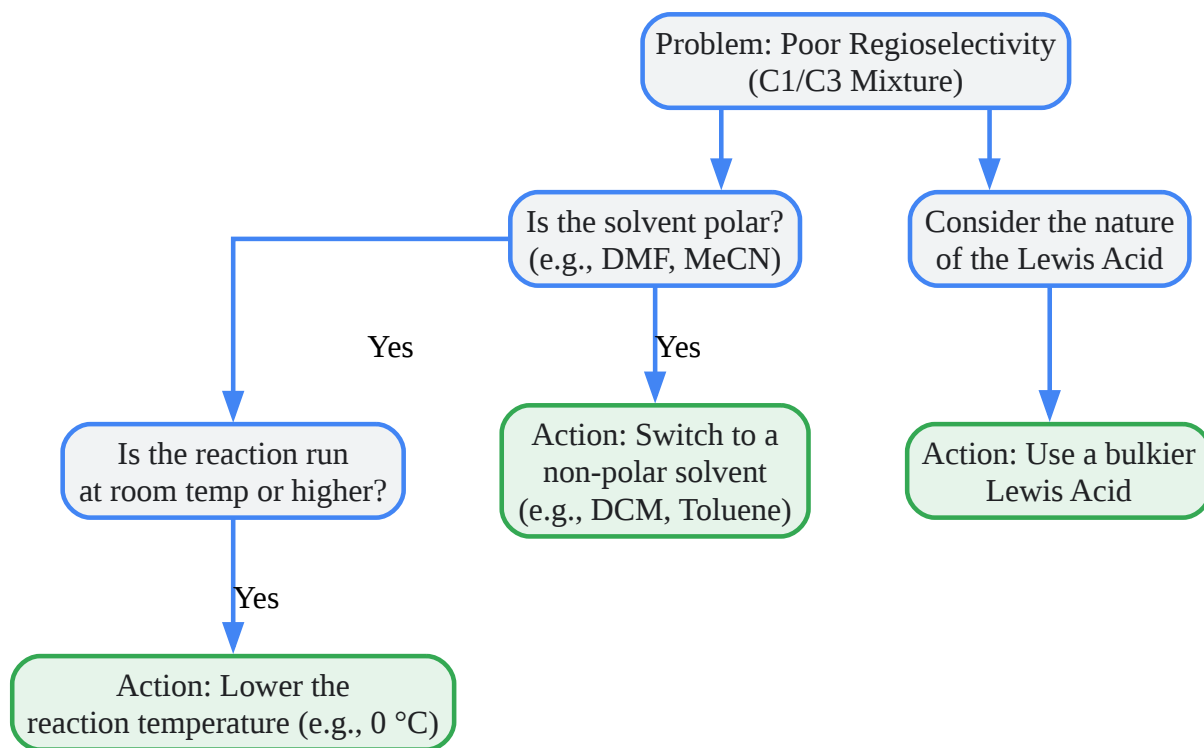 Problem: Poor Regioselectivity
(C1/C3 Mixture)
Is the solvent polar?
(e.g., DMF, MeCN)
Consider the nature
of the Lewis Acid
Yes
Yes
Is the reaction run
at room temp or higher?
Action: Switch to a
non-polar solvent
(e.g., DCM, Toluene)
Action: Use a bulkier
Lewis Acid
Yes
Action: Lower the
reaction temperature (e.g., 0 °C)